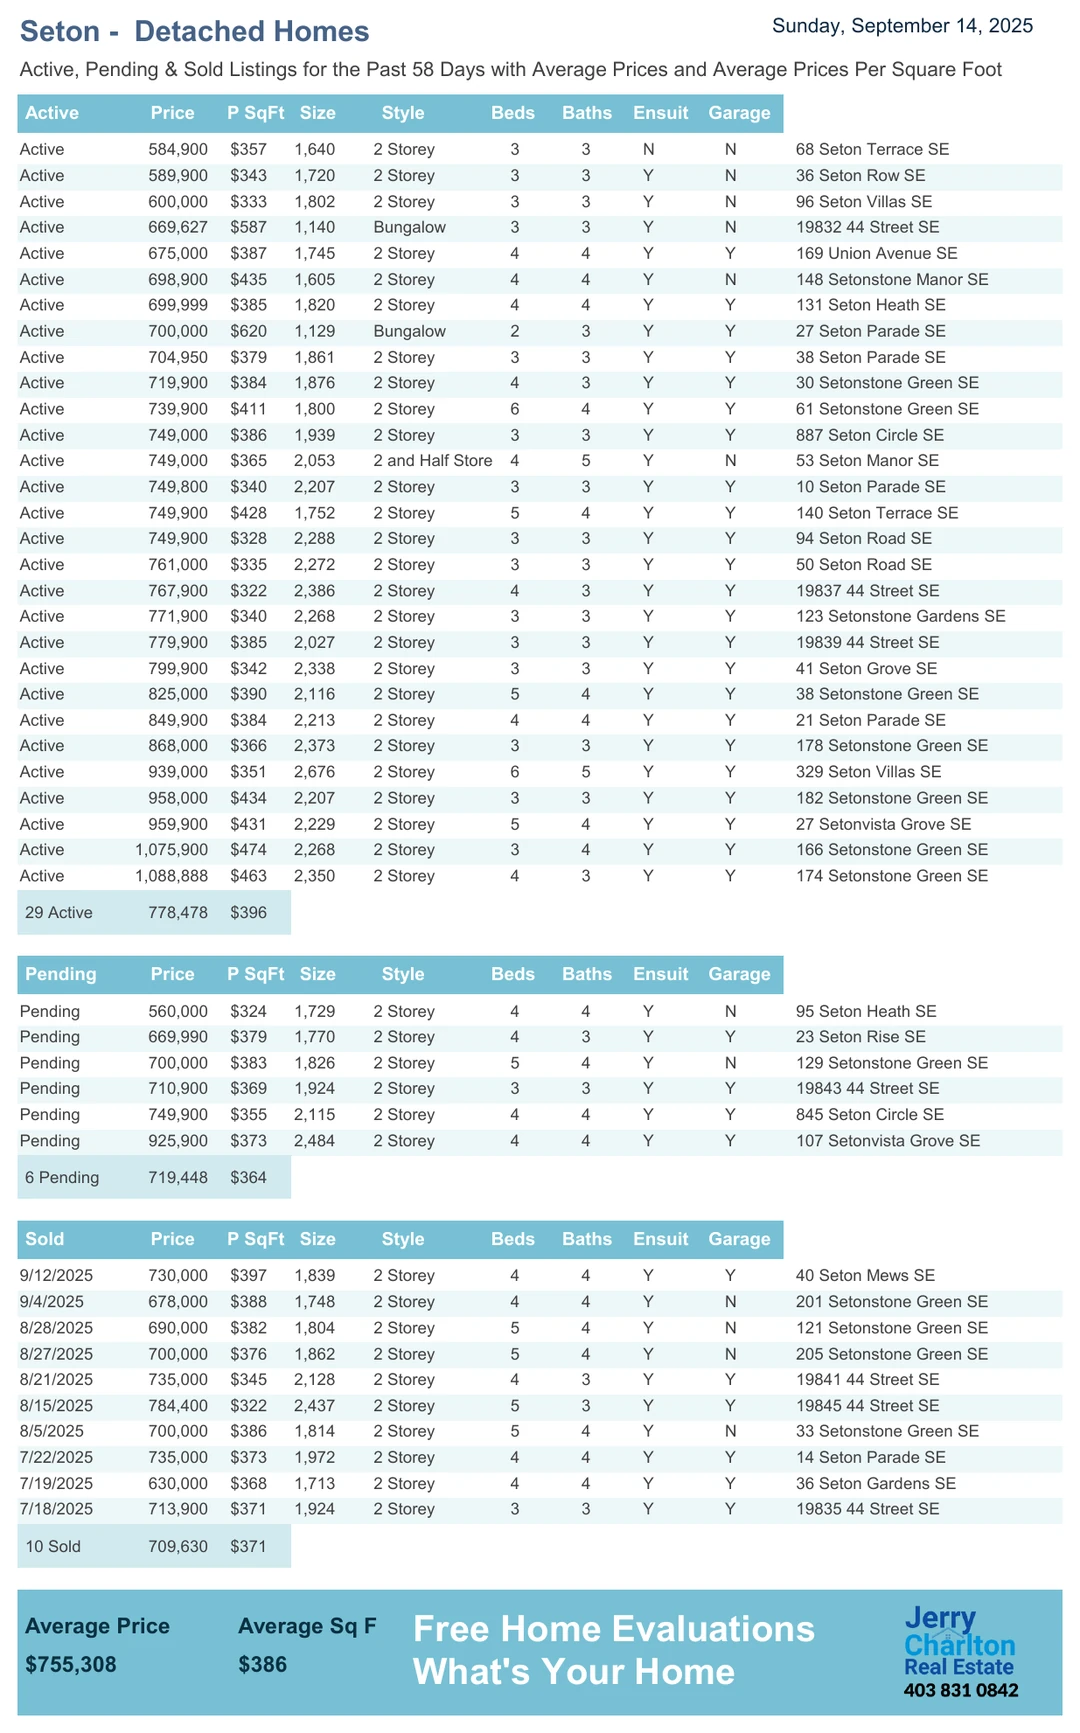 Seton - Detached Homes
Sunday, September 14, 2025
Active, Pending & Sold Listings for the Past 58 Days with Average Prices and Average Prices Per Square Foot
Active Price P SqFt Size Style Beds Baths Ensuit Garage
Active 584,900 $357 1,640 2 Storey 3 3 N N 68 Seton Terrace SE
Active 589,900 $343 1,720 2 Storey 3 3 Y N 36 Seton Row SE
Active 600,000 $333 1,802 2 Storey 3 3 Y N 96 Seton Villas SE
Active 669,627 $587 1,140 Bungalow 3 3 Y N 19832 44 Street SE
Active 675,000 $387 1,745 2 Storey 4 4 Y Y 169 Union Avenue SE
Active 698,900 $435 1,605 2 Storey 4 4 Y N 148 Setonstone Manor SE
Active 699,999 $385 1,820 2 Storey 4 4 Y Y 131 Seton Heath SE
Active 700,000 $620 1,129 Bungalow 2 3 Y Y 27 Seton Parade SE
Active 704,950 $379 1,861 2 Storey 3 3 Y Y 38 Seton Parade SE
Active 719,900 $384 1,876 2 Storey 4 3 Y Y 30 Setonstone Green SE
Active 739,900 $411 1,800 2 Storey 6 4 Y Y 61 Setonstone Green SE
Active 749,000 $386 1,939 2 Storey 3 3 Y Y 887 Seton Circle SE
Active 749,000 $365 2,053 2 and Half Store 4 5 Y N 53 Seton Manor SE
Active 749,800 $340 2,207 2 Storey 3 3 Y Y 10 Seton Parade SE
Active 749,900 $428 1,752 2 Storey 5 4 Y Y 140 Seton Terrace SE
Active 749,900 $328 2,288 2 Storey 3 3 Y Y 94 Seton Road SE
Active 761,000 $335 2,272 2 Storey 3 3 Y Y 50 Seton Road SE
Active 767,900 $322 2,386 2 Storey 4 3 Y Y 19837 44 Street SE
Active 771,900 $340 2,268 2 Storey 3 3 Y Y 123 Setonstone Gardens SE
Active 779,900 $385 2,027 2 Storey 3 3 Y Y 19839 44 Street SE
Active 799,900 $342 2,338 2 Storey 3 3 Y Y 41 Seton Grove SE
Active 825,000 $390 2,116 2 Storey 5 4 Y Y 38 Setonstone Green SE
Active 849,900 $384 2,213 2 Storey 4 4 Y Y 21 Seton Parade SE
Active 868,000 $366 2,373 2 Storey 3 3 Y Y 178 Setonstone Green SE
Active 939,000 $351 2,676 2 Storey 6 5 Y Y 329 Seton Villas SE
Active 958,000 $434 2,207 2 Storey 3 3 Y Y 182 Setonstone Green SE
Active 959,900 $431 2,229 2 Storey 5 4 Y Y 27 Setonvista Grove SE
Active 1,075,900 $474 2,268 2 Storey 3 4 Y Y 166 Setonstone Green SE
Active 1,088,888 $463 2,350 2 Storey 4 3 Y Y 174 Setonstone Green SE
29 Active 778,478 $396
Pending Price P SqFt Size Style Beds Baths Ensuit Garage
Pending 560,000 $324 1,729 2 Storey 4 4 Y N 95 Seton Heath SE
Pending 669,990 $379 1,770 2 Storey 4 3 Y Y 23 Seton Rise SE
Pending 700,000 $383 1,826 2 Storey 5 4 Y N 129 Setonstone Green SE
Pending 710,900 $369 1,924 2 Storey 3 3 Y Y 19843 44 Street SE
Pending 749,900 $355 2,115 2 Storey 4 4 Y Y 845 Seton Circle SE
Pending 925,900 $373 2,484 2 Storey 4 4 Y Y 107 Setonvista Grove SE
6 Pending 719,448 $364
Sold Price P SqFt Size Style Beds Baths Ensuit Garage
9/12/2025 730,000 $397 1,839 2 Storey 4 4 Y Y 40 Seton Mews SE
9/4/2025 678,000 $388 1,748 2 Storey 4 4 Y N 201 Setonstone Green SE
8/28/2025 690,000 $382 1,804 2 Storey 5 4 Y N 121 Setonstone Green SE
8/27/2025 700,000 $376 1,862 2 Storey 5 4 Y N 205 Setonstone Green SE
8/21/2025 735,000 $345 2,128 2 Storey 4 3 Y Y 19841 44 Street SE
8/15/2025 784,400 $322 2,437 2 Storey 5 3 Y Y 19845 44 Street SE
8/5/2025 700,000 $386 1,814 2 Storey 5 4 Y N 33 Setonstone Green SE
7/22/2025 735,000 $373 1,972 2 Storey 4 4 Y Y 14 Seton Parade SE
7/19/2025 630,000 $368 1,713 2 Storey 4 4 Y Y 36 Seton Gardens SE
7/18/2025 713,900 $371 1,924 2 Storey 3 3 Y Y 19835 44 Street SE
10 Sold 709,630 $371
Average Price Average Sq F
$755,308 $386
Free Home Evaluations
What's Your Home
Jerry
Charlton
Real Estate
403 831 0842